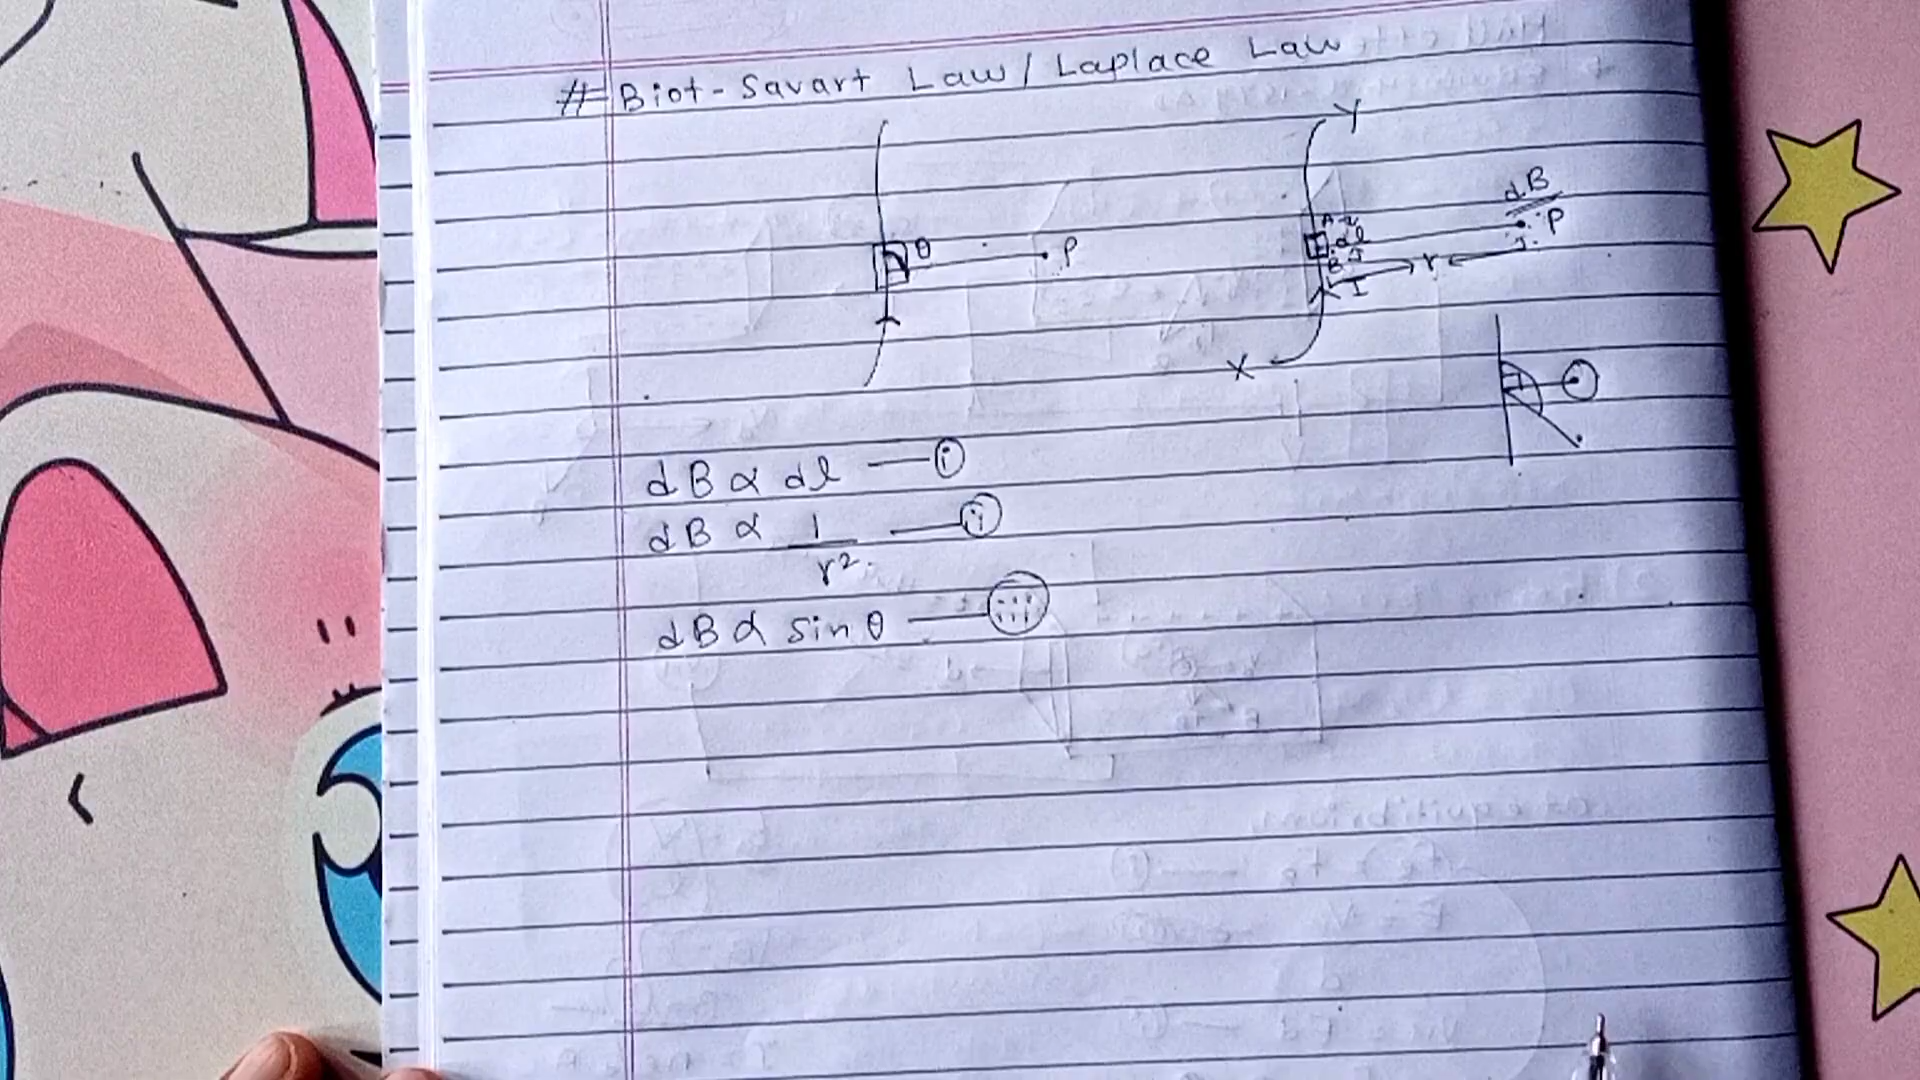 # Biot-Savart Law / Laplace Law
Y
dB
A
θ
P
dl
P
B
r
I
X
dB ∝ dl — (i)
dB ∝ 1/r² — (ii)
dB ∝ sin θ — (iii)